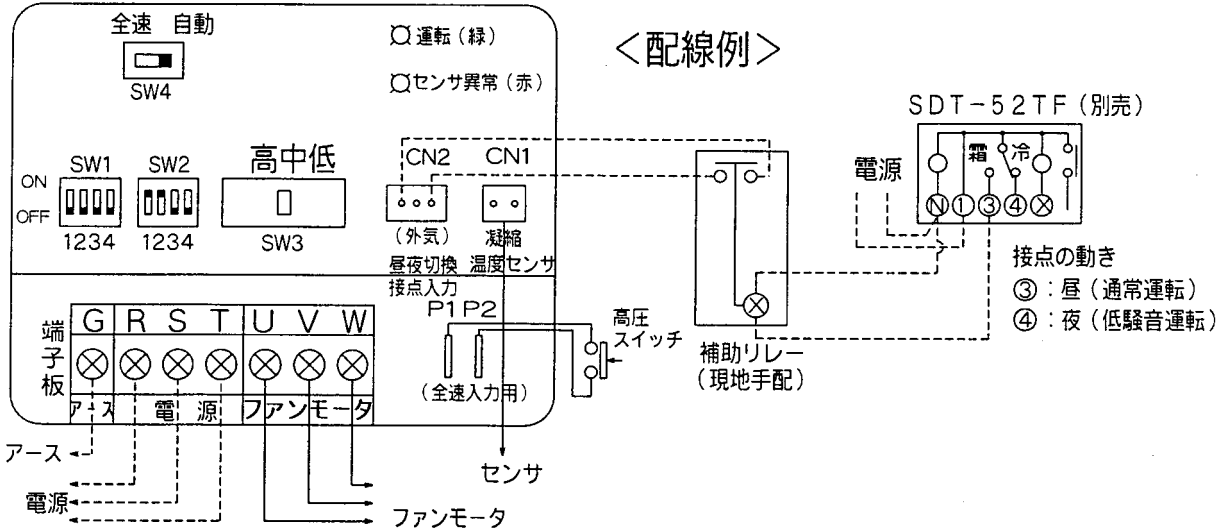 全速 自動
SW4
運転(緑)
センサ異常(赤)
<配線例>
SDT-52TF(別売)
電源
霜 冷
N 1 3 4
接点の動き
③:昼(通常運転)
④:夜(低騒音運転)
SW1 SW2
ON
OFF
1234 1234
高中低
SW3
CN2 CN1
(外気) 凝縮
昼夜切換 温度センサ
接点入力
P1 P2
(全速入力用)
高圧
スイッチ
補助リレー
(現地手配)
端子板
G R S T U V W
アース 電源 ファンモータ
アース
電源
センサ
ファンモータ